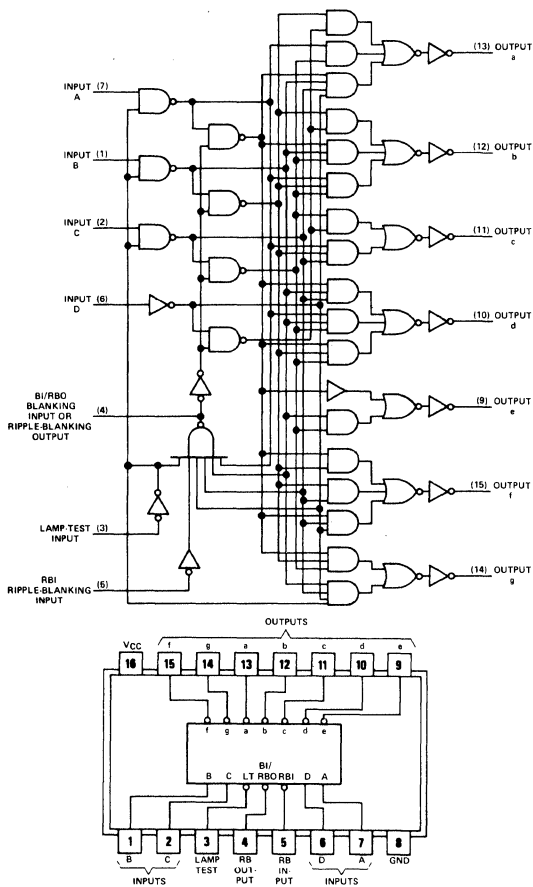 (13) OUTPUT
a
INPUT (7)
A
(12) OUTPUT
b
INPUT (1)
B
INPUT (2)
C
(11) OUTPUT
c
INPUT (6)
D
(10) OUTPUT
d
BI/RBO
BLANKING (4)
INPUT OR
RIPPLE-BLANKING
OUTPUT
(9) OUTPUT
e
(15) OUTPUT
f
LAMP-TEST (3)
INPUT
RBI (5)
RIPPLE-BLANKING
INPUT
(14) OUTPUT
g
OUTPUTS
VCC f g a b c d e
16 15 14 13 12 11 10 9
f g a b c d e
BI/
B C LT RBO RBI D A
1 2 3 4 5 6 7 8
B C LAMP RB RB D A GND
INPUTS TEST OUT- IN- INPUTS
PUT PUT